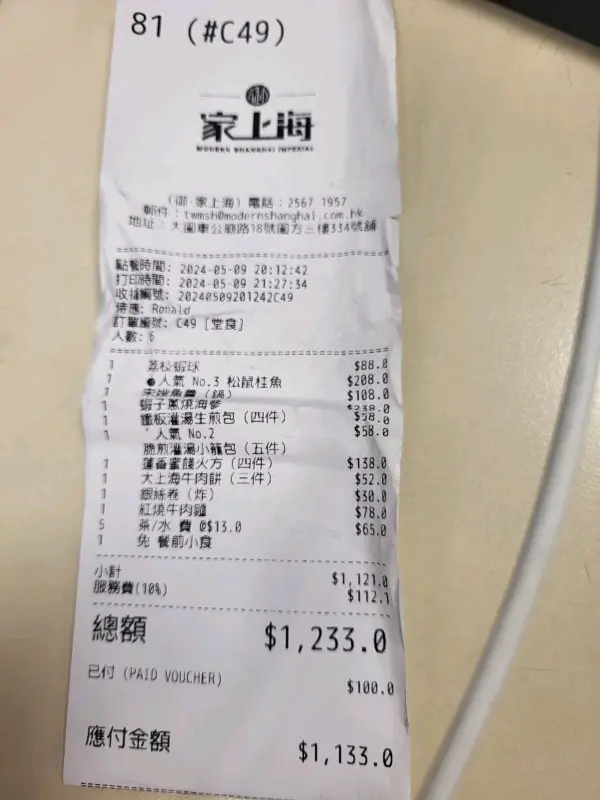 81 (#C49)
家上海
MODERN SHANGHAI IMPERIAL
(御·家上海) 電話：2567 1957
郵件：twmsh@modernshanghai.com.hk
地址：大圍車公廟路18號圍方三樓334號舖
點餐時間: 2024-05-09 20:12:42
打印時間: 2024-05-09 21:27:34
收據編號: 20240509201242C49
侍應: Ronald
訂單編號: C49 [堂食]
人數: 6
1 荔枝蝦球 $88.0
1 ●人氣 No.3 松鼠桂魚 $208.0
1 (鍋) $108.0
1 蝦子蔥燒海參 $238.0
1 鐵板灌湯生煎包 (四件) $58.0
1 人氣 No.2 $58.0
脆煎灌湯小籠包 (五件)
1 蓮香蜜餞火方 (四件) $138.0
1 大上海牛肉餅 (三件) $52.0
1 銀絲卷 (炸) $30.0
1 紅燒牛肉麵 $78.0
5 茶/水 費 @$13.0 $65.0
1 免 餐前小食
小計 $1,121.0
服務費(10%) $112.1
總額 $1,233.0
已付 (PAID VOUCHER) $100.0
應付金額 $1,133.0